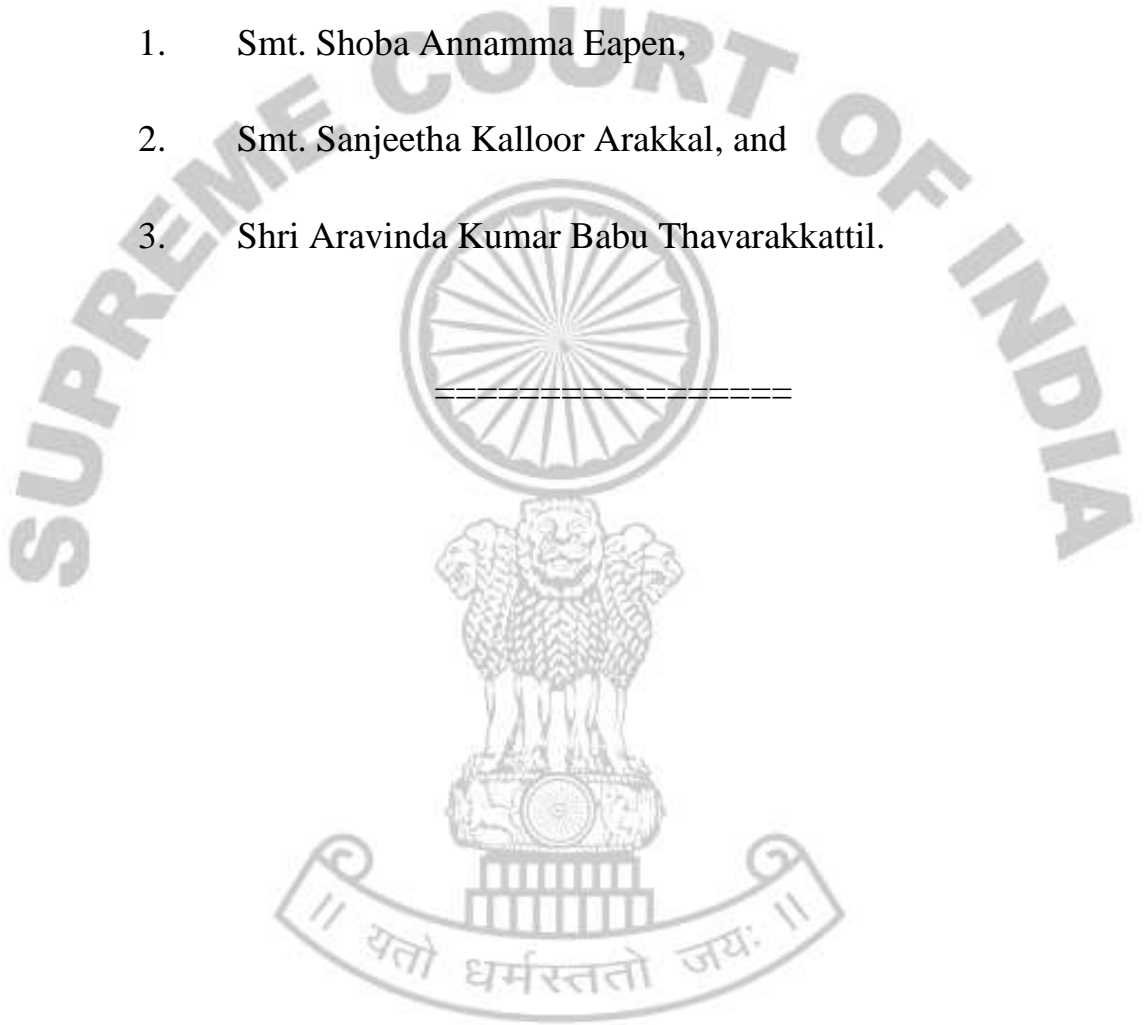 SUPREME COURT OF INDIA
1. Smt. Shoba Annamma Eapen,
2. Smt. Sanjeetha Kalloor Arakkal, and
3. Shri Aravinda Kumar Babu Thavarakkattil.
=================
॥ यतो धर्मस्ततो जयः ॥